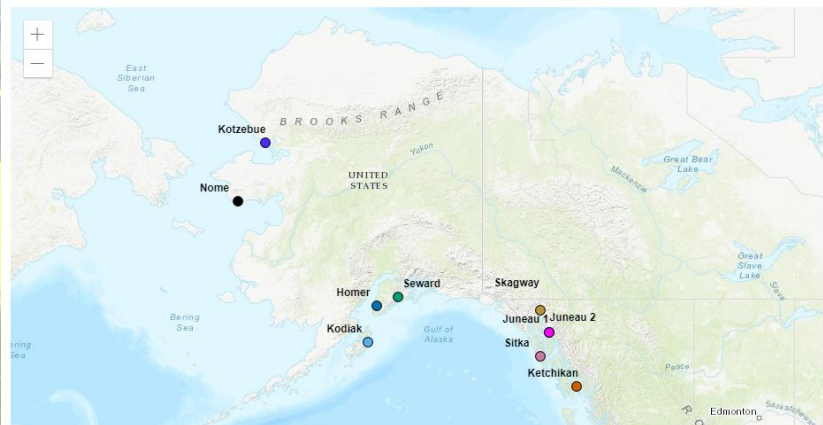 +
−
East
Siberian
Sea
BROOKS RANGE
Kotzebue
Yukon
Great Bear
Lake
Mackenzie
UNITED
STATES
Nome
Great
Slave
Lake
Slave
Homer
Seward
Skagway
Bering
Sea
Kodiak
Gulf of
Alaska
Juneau 1
Juneau 2
Sitka
Peace
Ketchikan
Edmonton